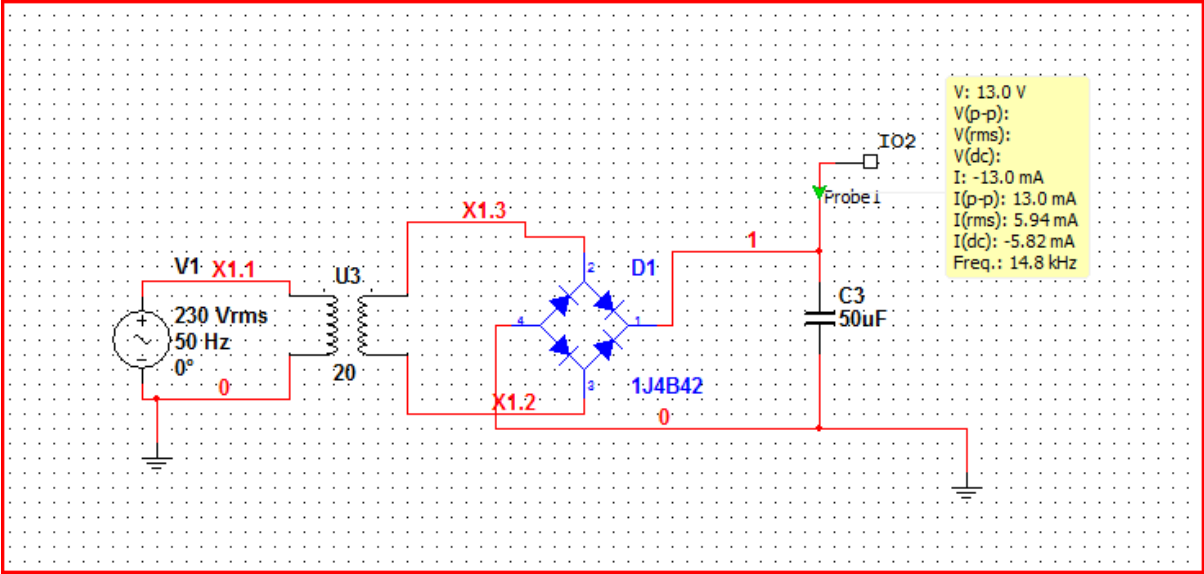 V: 13.0 V
V(p-p):
V(rms):
V(dc):
I: -13.0 mA
I(p-p): 13.0 mA
I(rms): 5.94 mA
I(dc): -5.82 mA
Freq.: 14.8 kHz
IO2
Probe1
X1.3
1
V1 X1.1
U3
2
D1
+
230 Vrms
50 Hz
0°
4
1
C3
50uF
20
3
1J4B42
0
X1.2
0